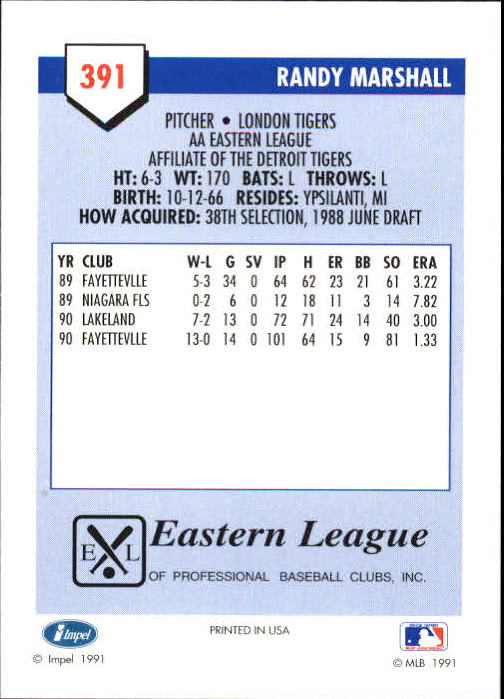 391
RANDY MARSHALL
PITCHER • LONDON TIGERS
AA EASTERN LEAGUE
AFFILIATE OF THE DETROIT TIGERS
HT: 6-3 WT: 170 BATS: L THROWS: L
BIRTH: 10-12-66 RESIDES: YPSILANTI, MI
HOW ACQUIRED: 38TH SELECTION, 1988 JUNE DRAFT
YR CLUB W-L G SV IP H ER BB SO ERA
89 FAYETTEVLLE 5-3 34 0 64 62 23 21 61 3.22
89 NIAGARA FLS 0-2 6 0 12 18 11 3 14 7.82
90 LAKELAND 7-2 13 0 72 71 24 14 40 3.00
90 FAYETTEVLLE 13-0 14 0 101 64 15 9 81 1.33
E L
Eastern League
OF PROFESSIONAL BASEBALL CLUBS, INC.
Impel
PRINTED IN USA
© Impel 1991
© MLB 1991